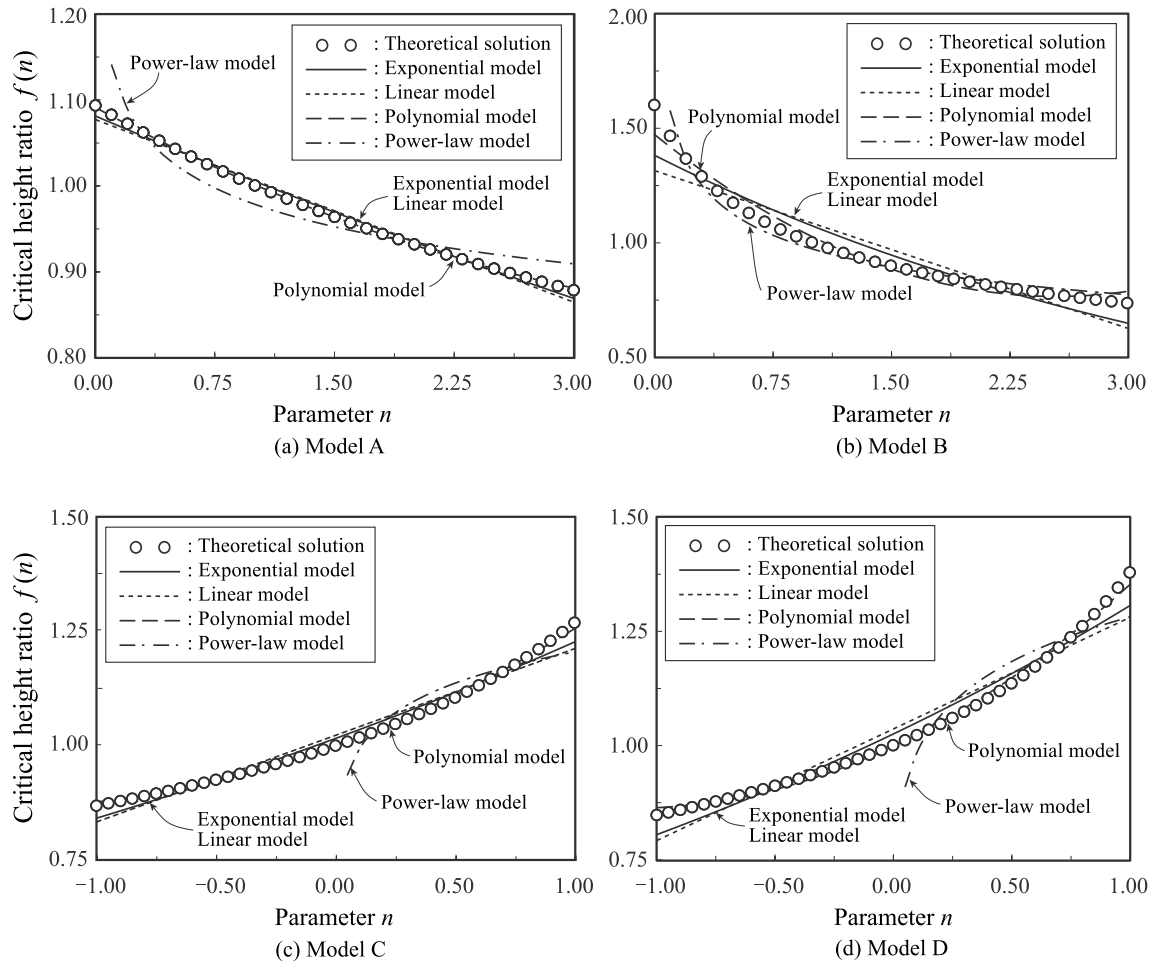 1.20
1.10
1.00
0.90
0.80
Critical height ratio f (n)
: Theoretical solution
: Exponential model
: Linear model
: Polynomial model
: Power-law model
Power-law model
Exponential model
Linear model
Polynomial model
0.00 0.75 1.50 2.25 3.00
Parameter n
(a) Model A
2.00
1.50
1.00
0.50
: Theoretical solution
: Exponential model
: Linear model
: Polynomial model
: Power-law model
Polynomial model
Exponential model
Linear model
Power-law model
0.00 0.75 1.50 2.25 3.00
Parameter n
(b) Model B
1.50
1.25
1.00
0.75
Critical height ratio f (n)
: Theoretical solution
: Exponential model
: Linear model
: Polynomial model
: Power-law model
Polynomial model
Power-law model
Exponential model
Linear model
−1.00 −0.50 0.00 0.50 1.00
Parameter n
(c) Model C
1.50
1.25
1.00
0.75
: Theoretical solution
: Exponential model
: Linear model
: Polynomial model
: Power-law model
Polynomial model
Power-law model
Exponential model
Linear model
−1.00 −0.50 0.00 0.50 1.00
Parameter n
(d) Model D